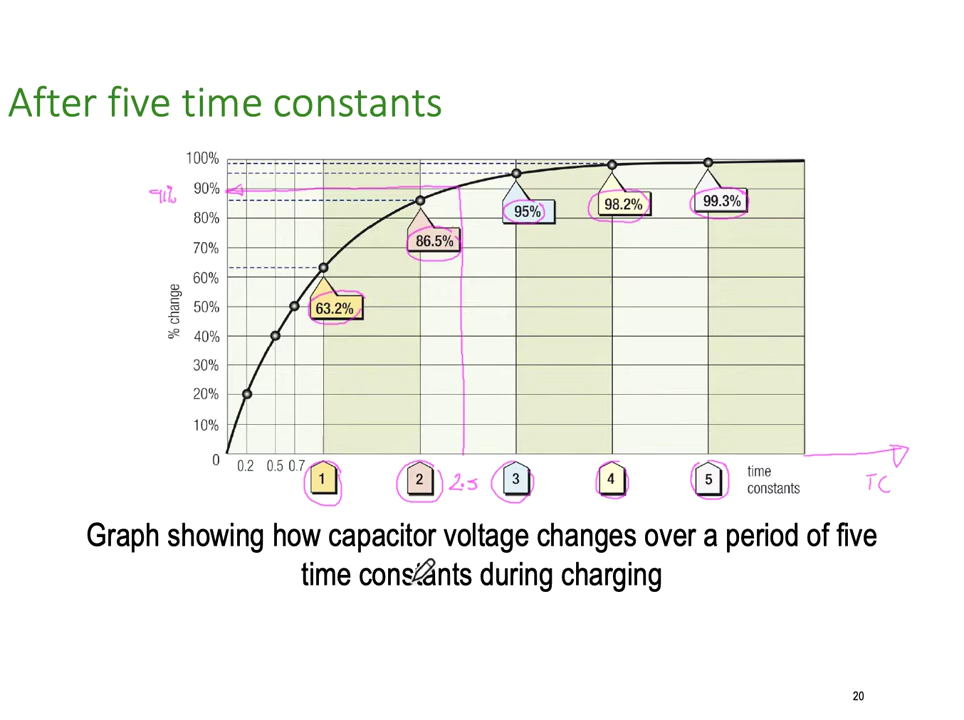 After five time constants
100%
91%
90%
80%
70%
60%
50%
40%
30%
20%
10%
0
% change
63.2%
86.5%
95%
98.2%
99.3%
0.2 0.5 0.7 1 2 2.5 3 4 5
time
constants
TC
Graph showing how capacitor voltage changes over a period of five
time constants during charging
20